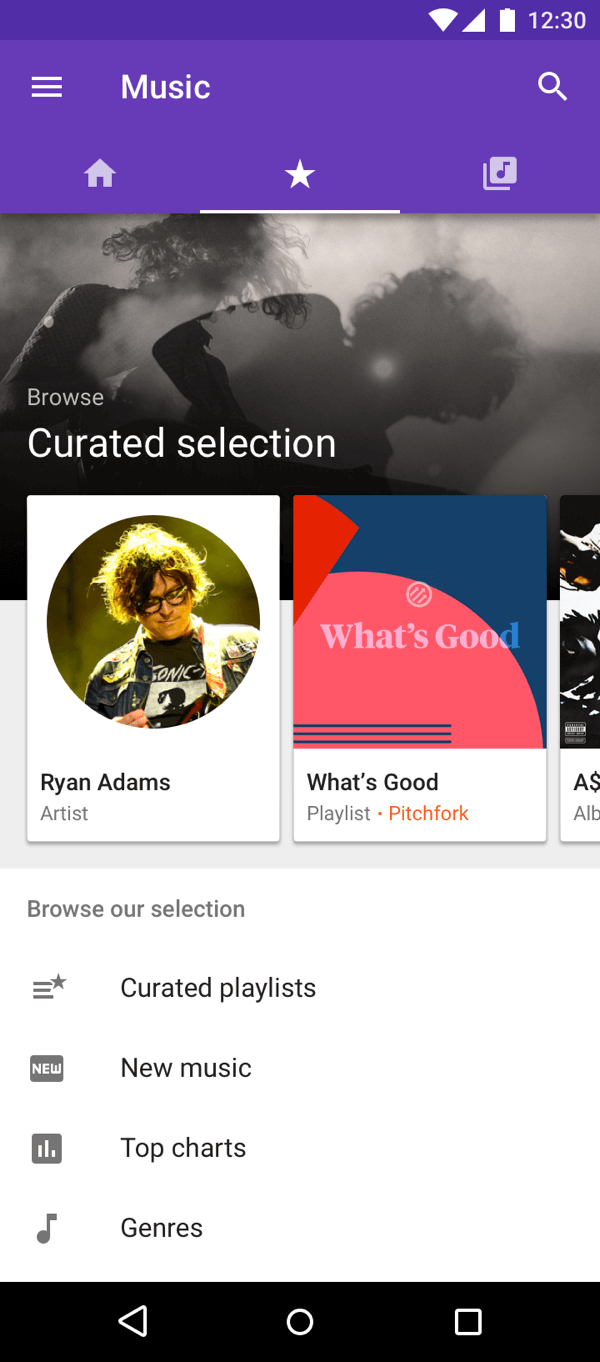 12:30
Music
Browse
Curated selection
SONIC
What's Good
Ryan Adams
Artist
What's Good
Playlist • Pitchfork
A$
Alb
Browse our selection
Curated playlists
NEW
New music
Top charts
Genres